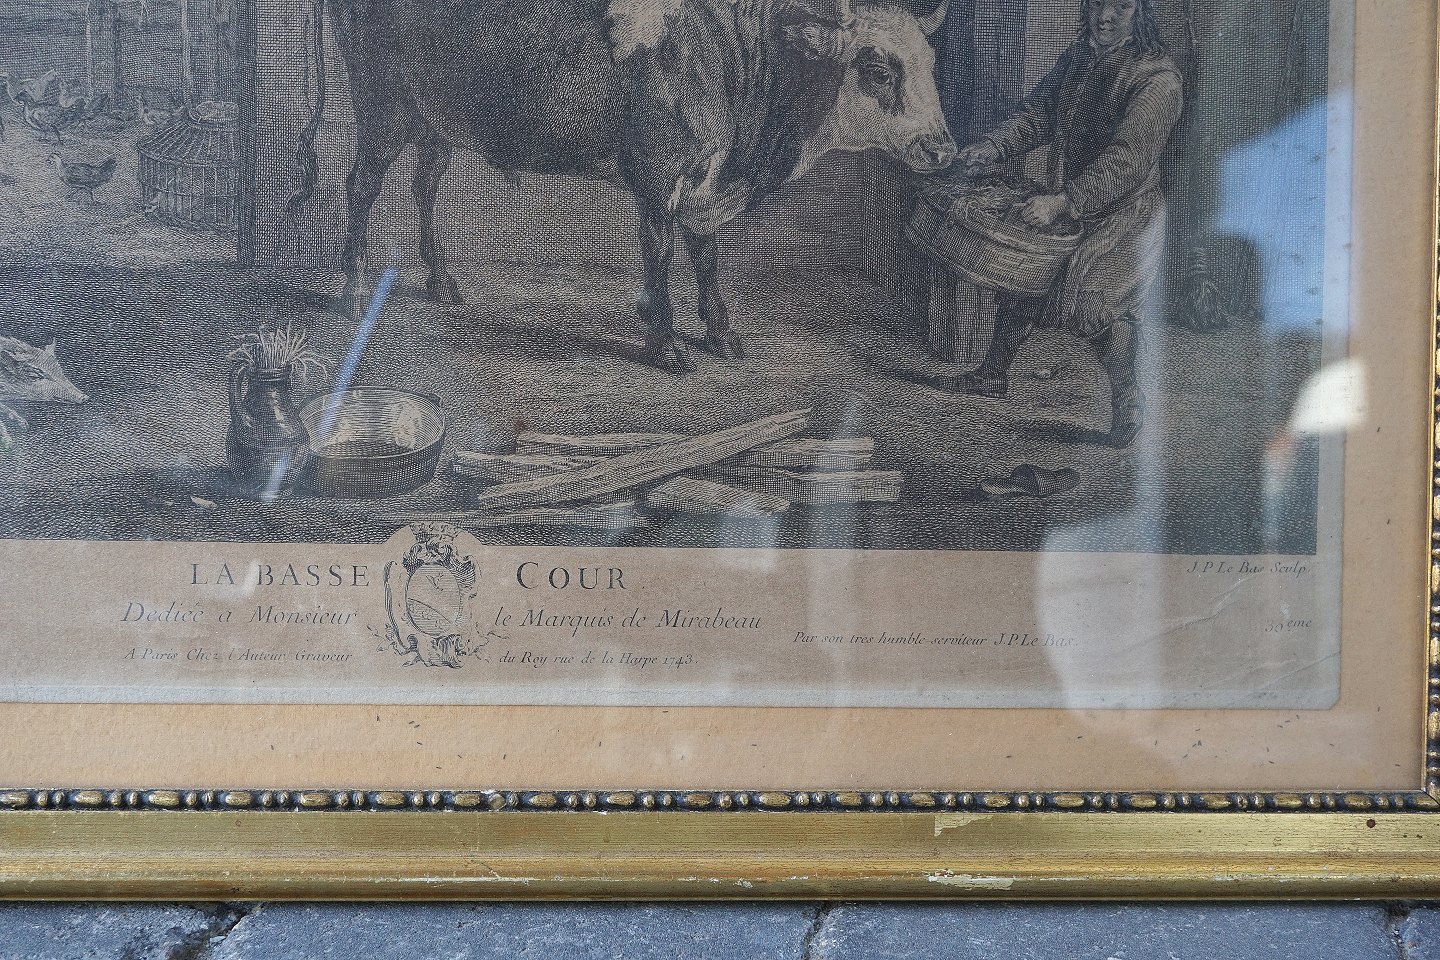 LA BASSE COUR
J. P. Le Bas Sculp.
Dediée a Monsieur le Marquis de Mirabeau
36eme
Par son tres humble serviteur J.P. Le Bas.
A Paris Chez l'Auteur Graveur du Roy rue de la Harpe 1743.